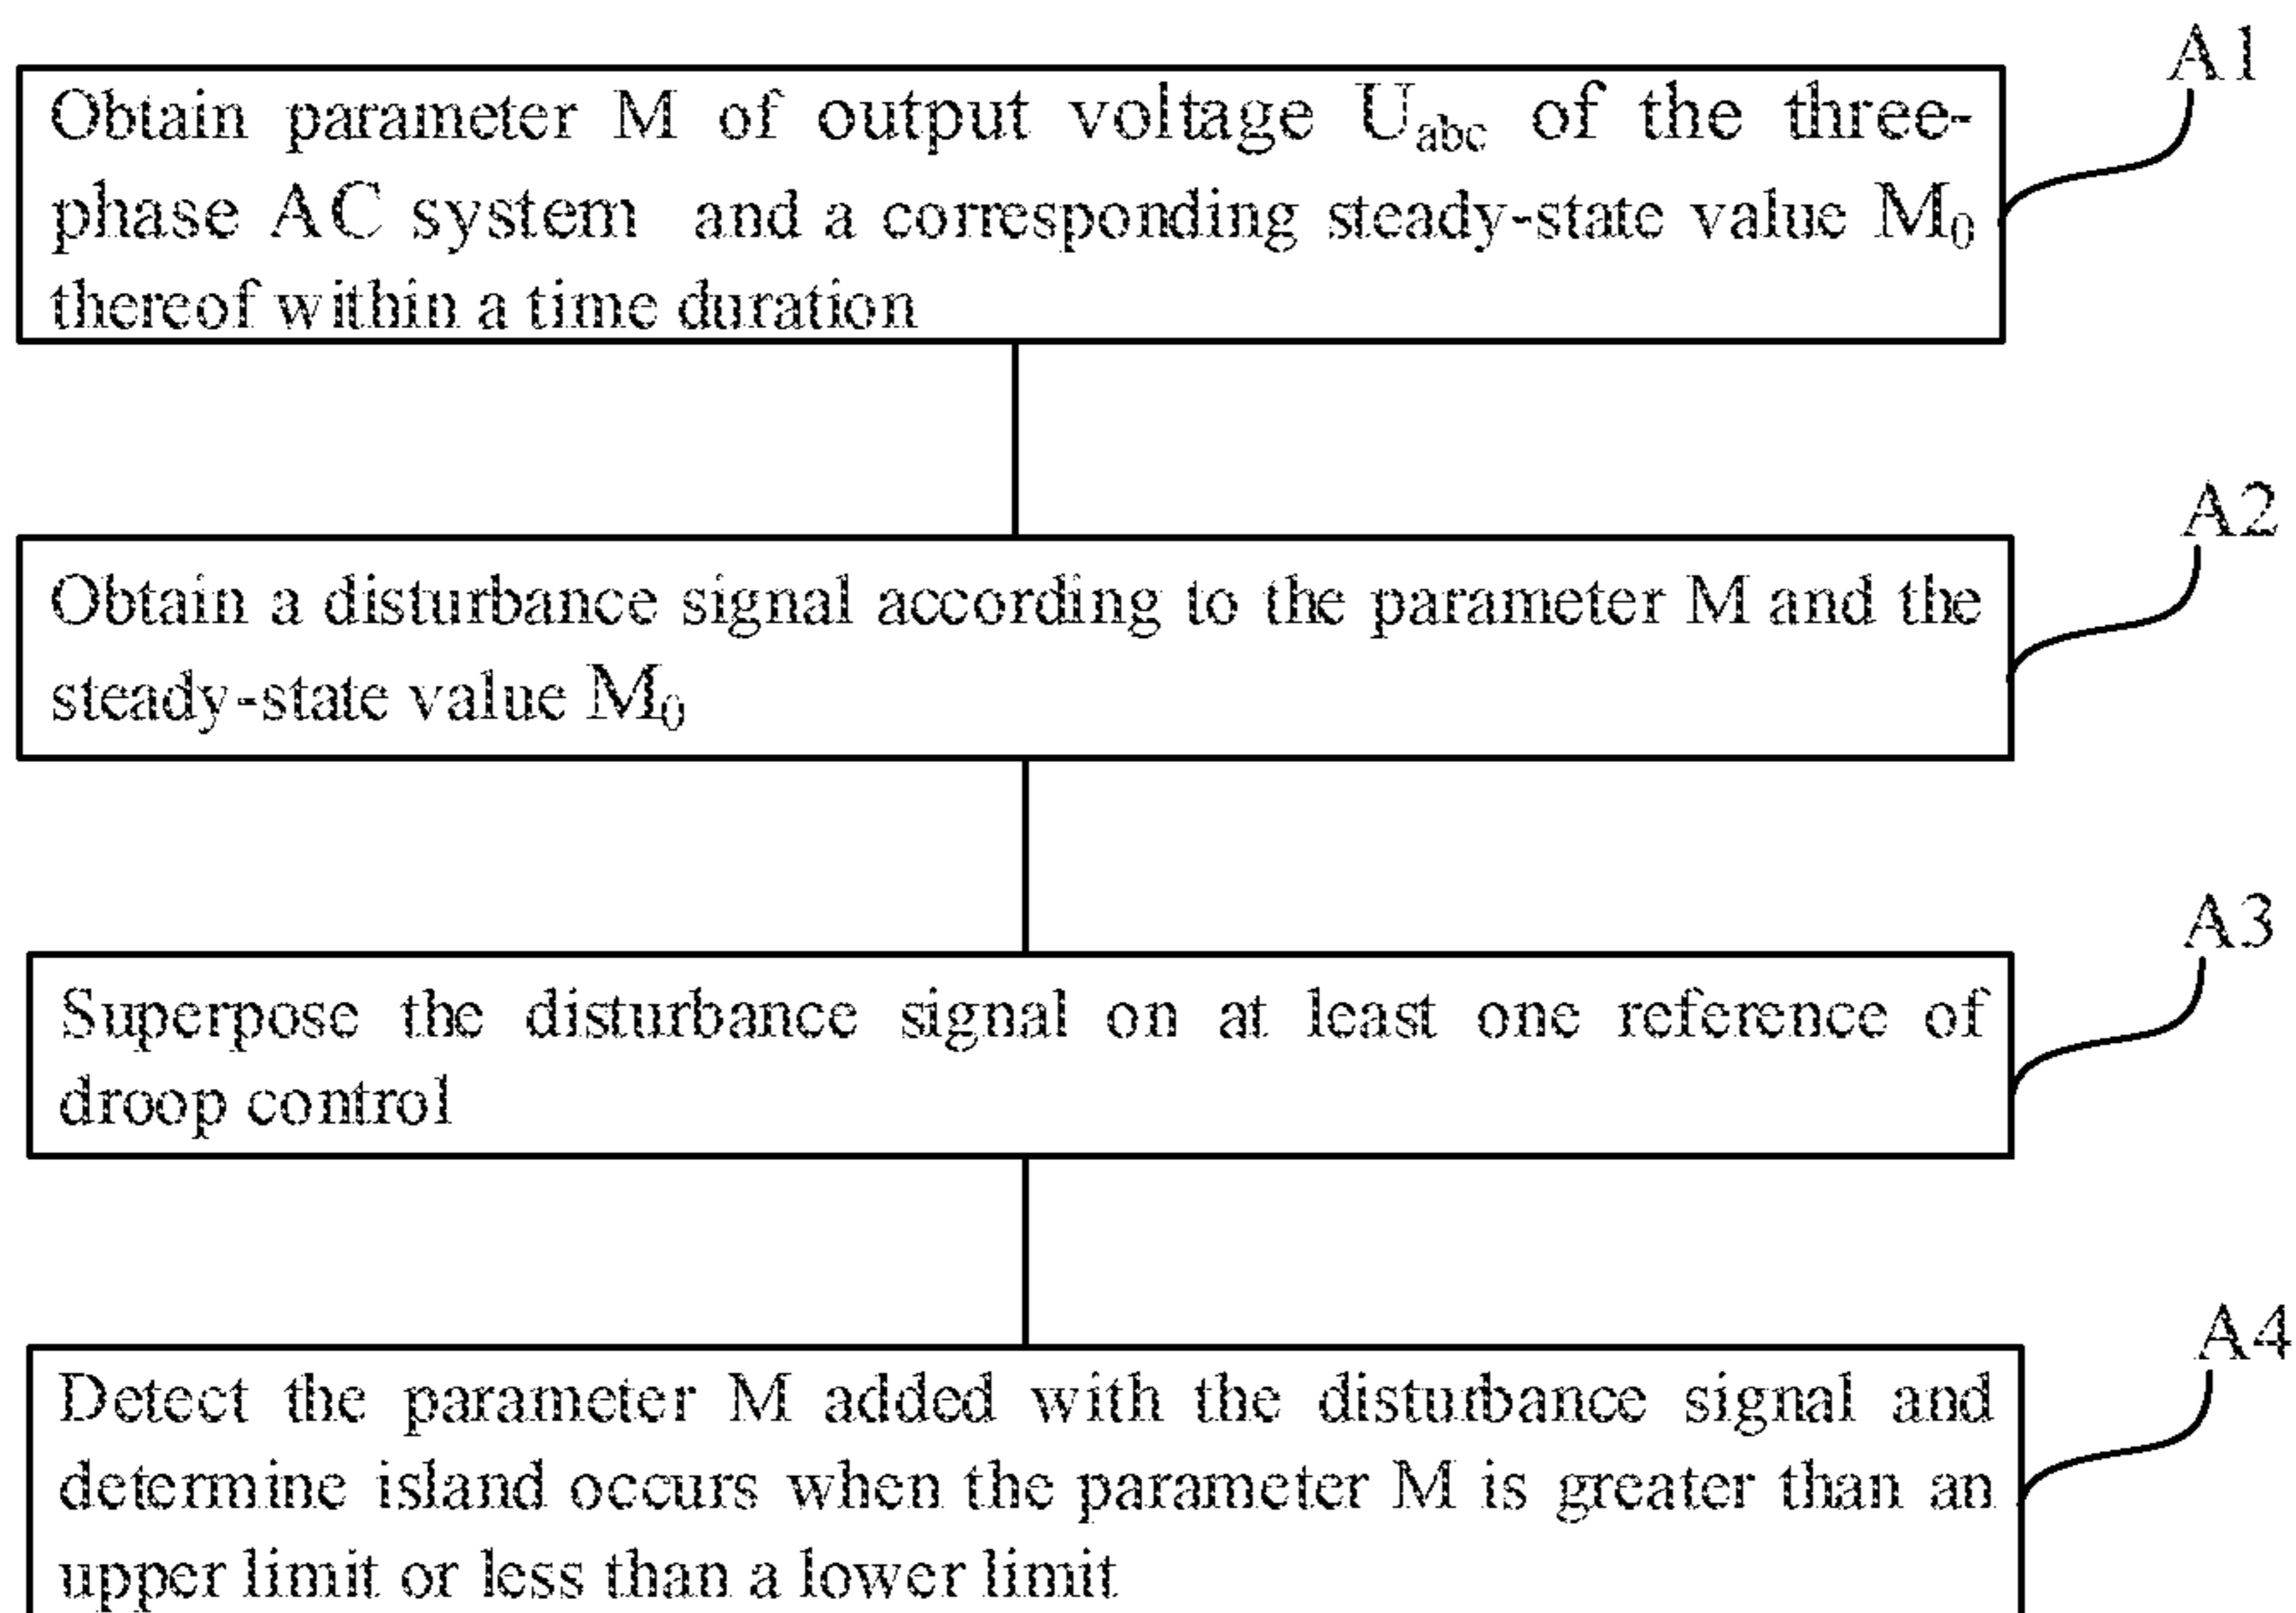 A1
Obtain parameter M of output voltage Uabc of the three-
phase AC system and a corresponding steady-state value M0
thereof within a time duration
A2
Obtain a disturbance signal according to the parameter M and the
steady-state value M0
A3
Superpose the disturbance signal on at least one reference of
droop control
A4
Detect the parameter M added with the disturbance signal and
determine island occurs when the parameter M is greater than an
upper limit or less than a lower limit